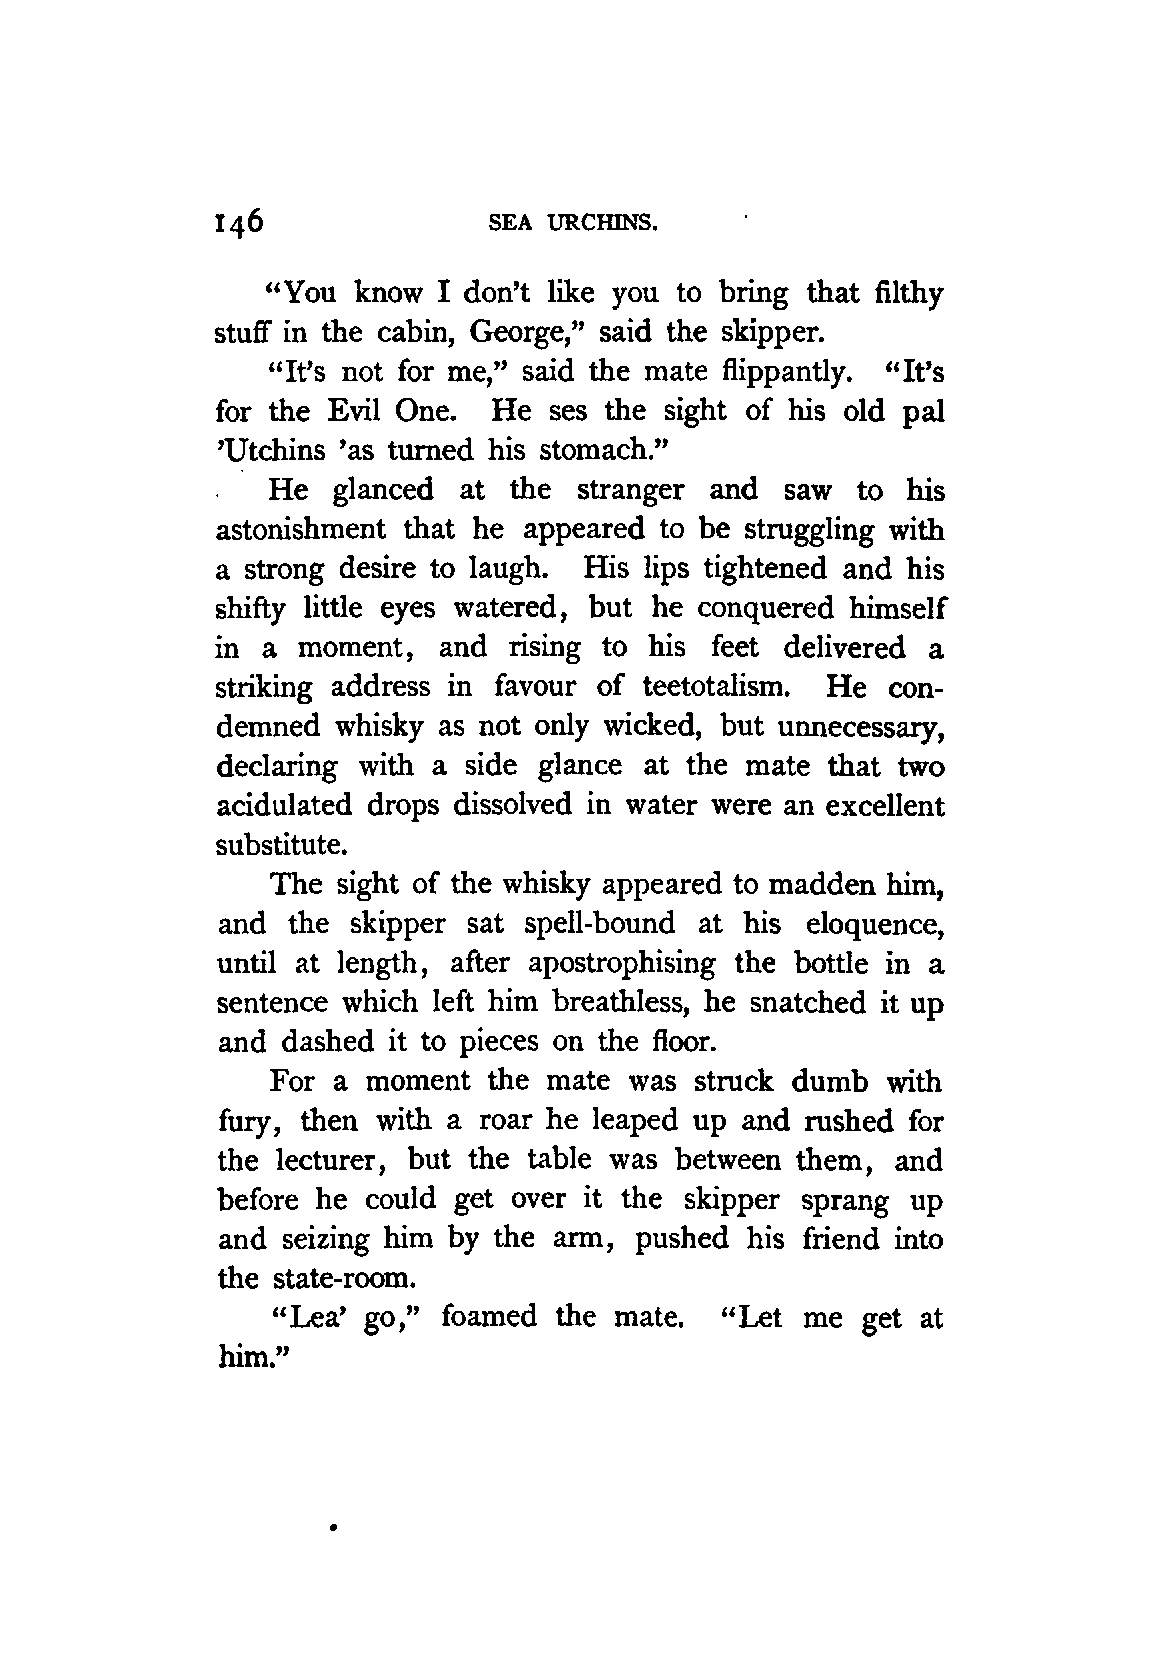 146 SEA URCHINS.
“You know I don’t like you to bring that filthy
stuff in the cabin, George,” said the skipper.
“It’s not for me,” said the mate flippantly. “It’s
for the Evil One. He ses the sight of his old pal
’Utchins ’as turned his stomach.”
He glanced at the stranger and saw to his
astonishment that he appeared to be struggling with
a strong desire to laugh. His lips tightened and his
shifty little eyes watered, but he conquered himself
in a moment, and rising to his feet delivered a
striking address in favour of teetotalism. He con-
demned whisky as not only wicked, but unnecessary,
declaring with a side glance at the mate that two
acidulated drops dissolved in water were an excellent
substitute.
The sight of the whisky appeared to madden him,
and the skipper sat spell-bound at his eloquence,
until at length, after apostrophising the bottle in a
sentence which left him breathless, he snatched it up
and dashed it to pieces on the floor.
For a moment the mate was struck dumb with
fury, then with a roar he leaped up and rushed for
the lecturer, but the table was between them, and
before he could get over it the skipper sprang up
and seizing him by the arm, pushed his friend into
the state-room.
“Lea’ go,” foamed the mate. “Let me get at
him.”